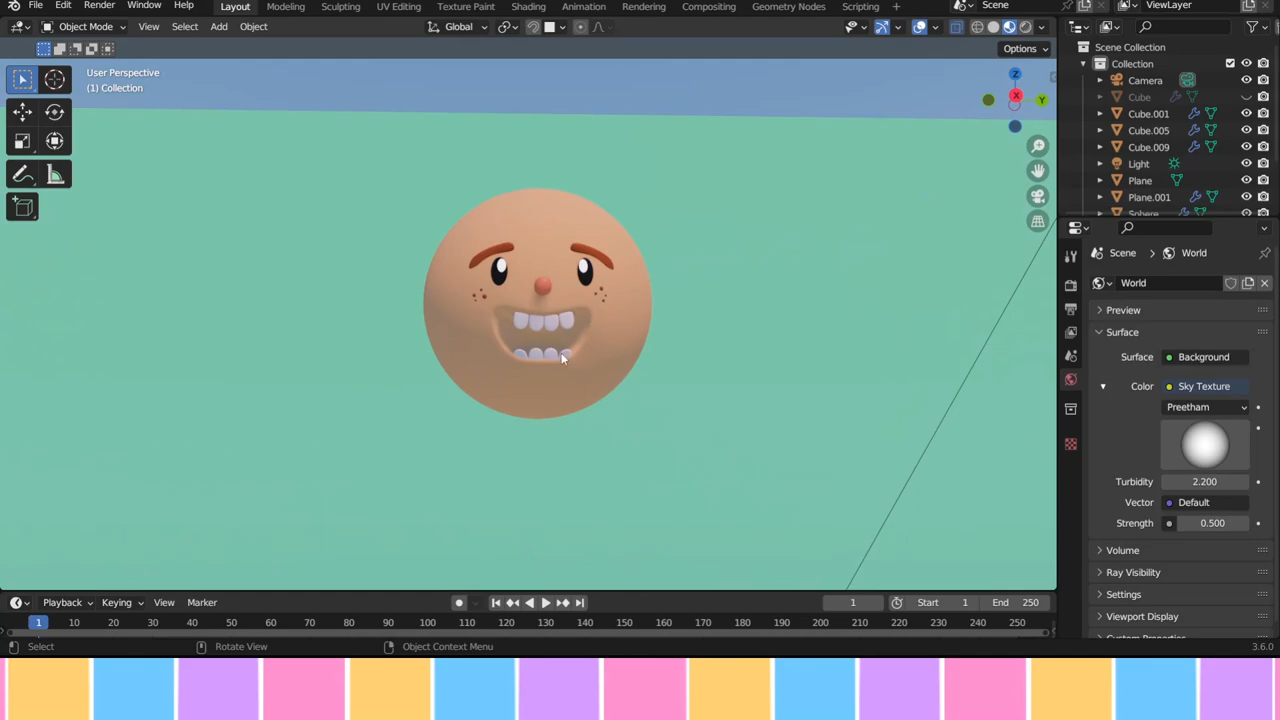 File Edit Render Window Help Layout Modeling Sculpting UV Editing Texture Paint Shading Animation Rendering Compositing Geometry Nodes Scripting Scene ViewLayer
Object Mode View Select Add Object Global
Options
User Perspective
(1) Collection
Z
X
Y
Scene Collection
Collection
Camera
Cube
Cube.001
Cube.005
Cube.009
Light
Plane
Plane.001
Sphere
Scene World
World
Preview
Surface
Surface Background
Color Sky Texture
Preetham
Turbidity 2.200
Vector Default
Strength 0.500
Volume
Ray Visibility
Settings
Viewport Display
Custom Properties
Playback Keying View Marker 1 Start 1 End 250
1 10 20 30 40 50 60 70 80 90 100 110 120 130 140 150 160 170 180 190 200 210 220 230 240 250
Select Rotate View Object Context Menu 3.6.0